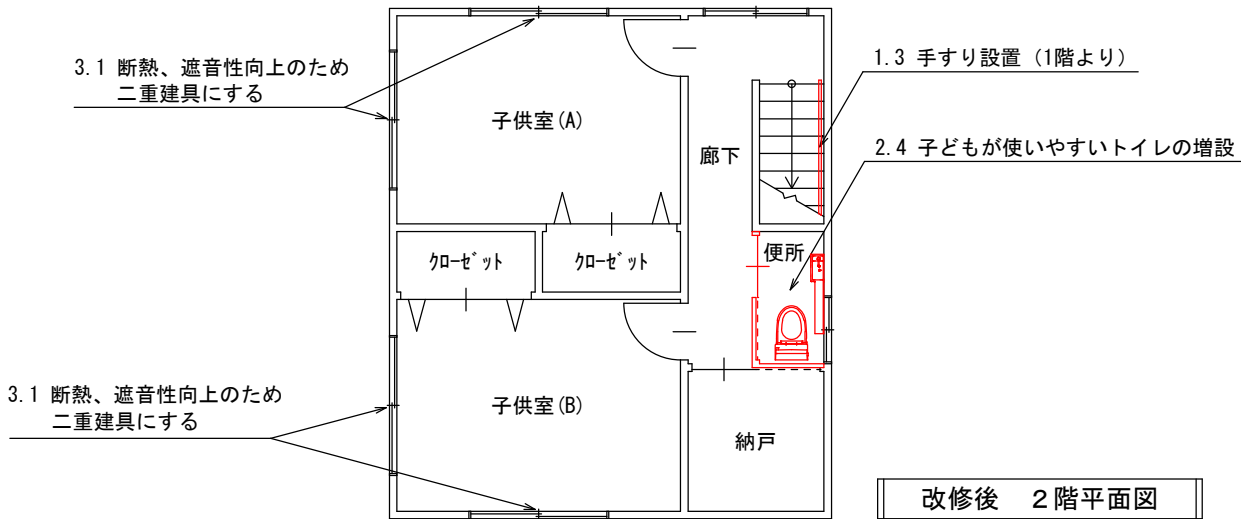 3.1 断熱、遮音性向上のため
二重建具にする
1.3 手すり設置（1階より）
子供室(A)
廊下
2.4 子どもが使いやすいトイレの増設
便所
ｸﾛｰｾﾞｯﾄ
ｸﾛｰｾﾞｯﾄ
3.1 断熱、遮音性向上のため
二重建具にする
子供室(B)
納戸
改修後　２階平面図